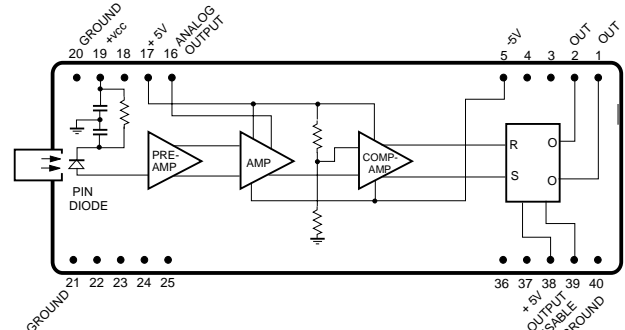 GROUND
+vcc
+ 5V
ANALOG
OUTPUT
-5V
OUT
OUT
20 19 18 17 16 5 4 3 2 1
PRE-
AMP
AMP
COMP-
AMP
R O
S O
PIN
DIODE
21 22 23 24 25 36 37 38 39 40
GROUND
+ 5V
OUTPUT
GROUND